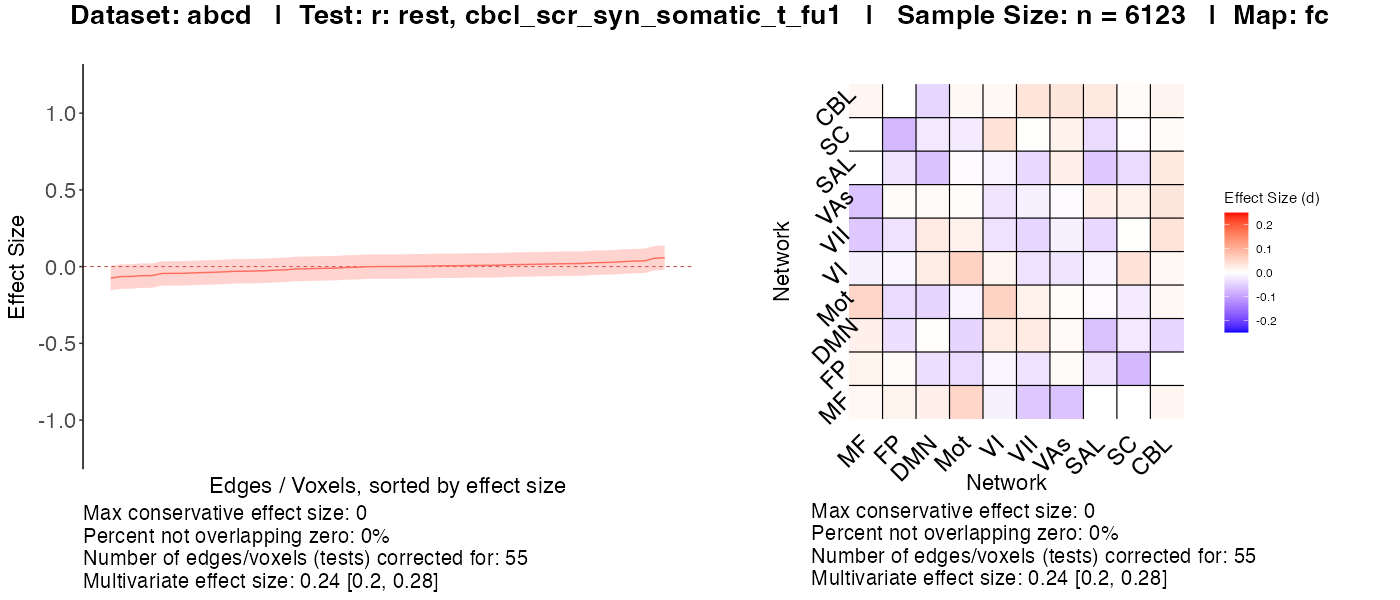 Dataset: abcd | Test: r: rest, cbcl_scr_syn_somatic_t_fu1 | Sample Size: n = 6123 | Map: fc
Effect Size
1.0
0.5
0.0
-0.5
-1.0
Edges / Voxels, sorted by effect size
Max conservative effect size: 0
Percent not overlapping zero: 0%
Number of edges/voxels (tests) corrected for: 55
Multivariate effect size: 0.24 [0.2, 0.28]
Network
CBL
SC
SAL
VAs
VII
VI
Mot
DMN
FP
MF
MF FP DMN Mot VI VII VAs SAL SC CBL
Network
Max conservative effect size: 0
Percent not overlapping zero: 0%
Number of edges/voxels (tests) corrected for: 55
Multivariate effect size: 0.24 [0.2, 0.28]
Effect Size (d)
0.2
0.1
0.0
-0.1
-0.2